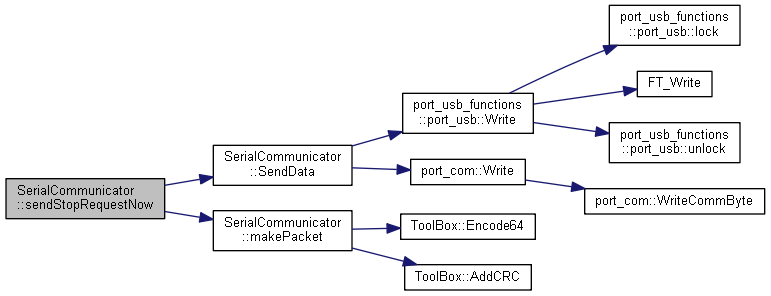 SerialCommunicator
::sendStopRequestNow
SerialCommunicator
::SendData
port_usb_functions
::port_usb::Write
port_usb_functions
::port_usb::lock
FT_Write
port_usb_functions
::port_usb::unlock
port_com::Write
port_com::WriteCommByte
SerialCommunicator
::makePacket
ToolBox::Encode64
ToolBox::AddCRC